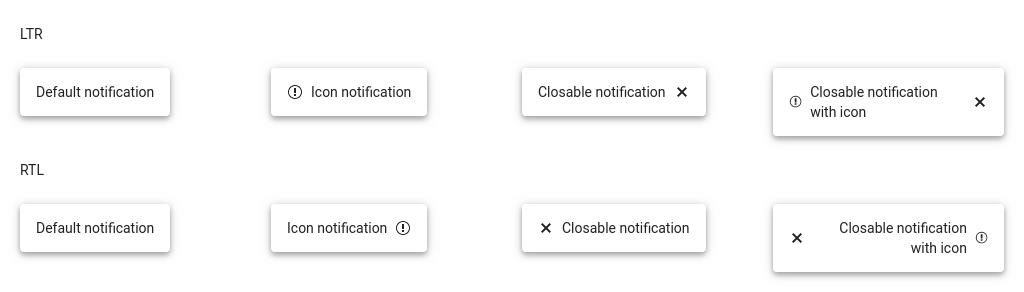 LTR
Default notification
Icon notification
Closable notification
Closable notification
with icon
RTL
Default notification
Icon notification
Closable notification
Closable notification
with icon